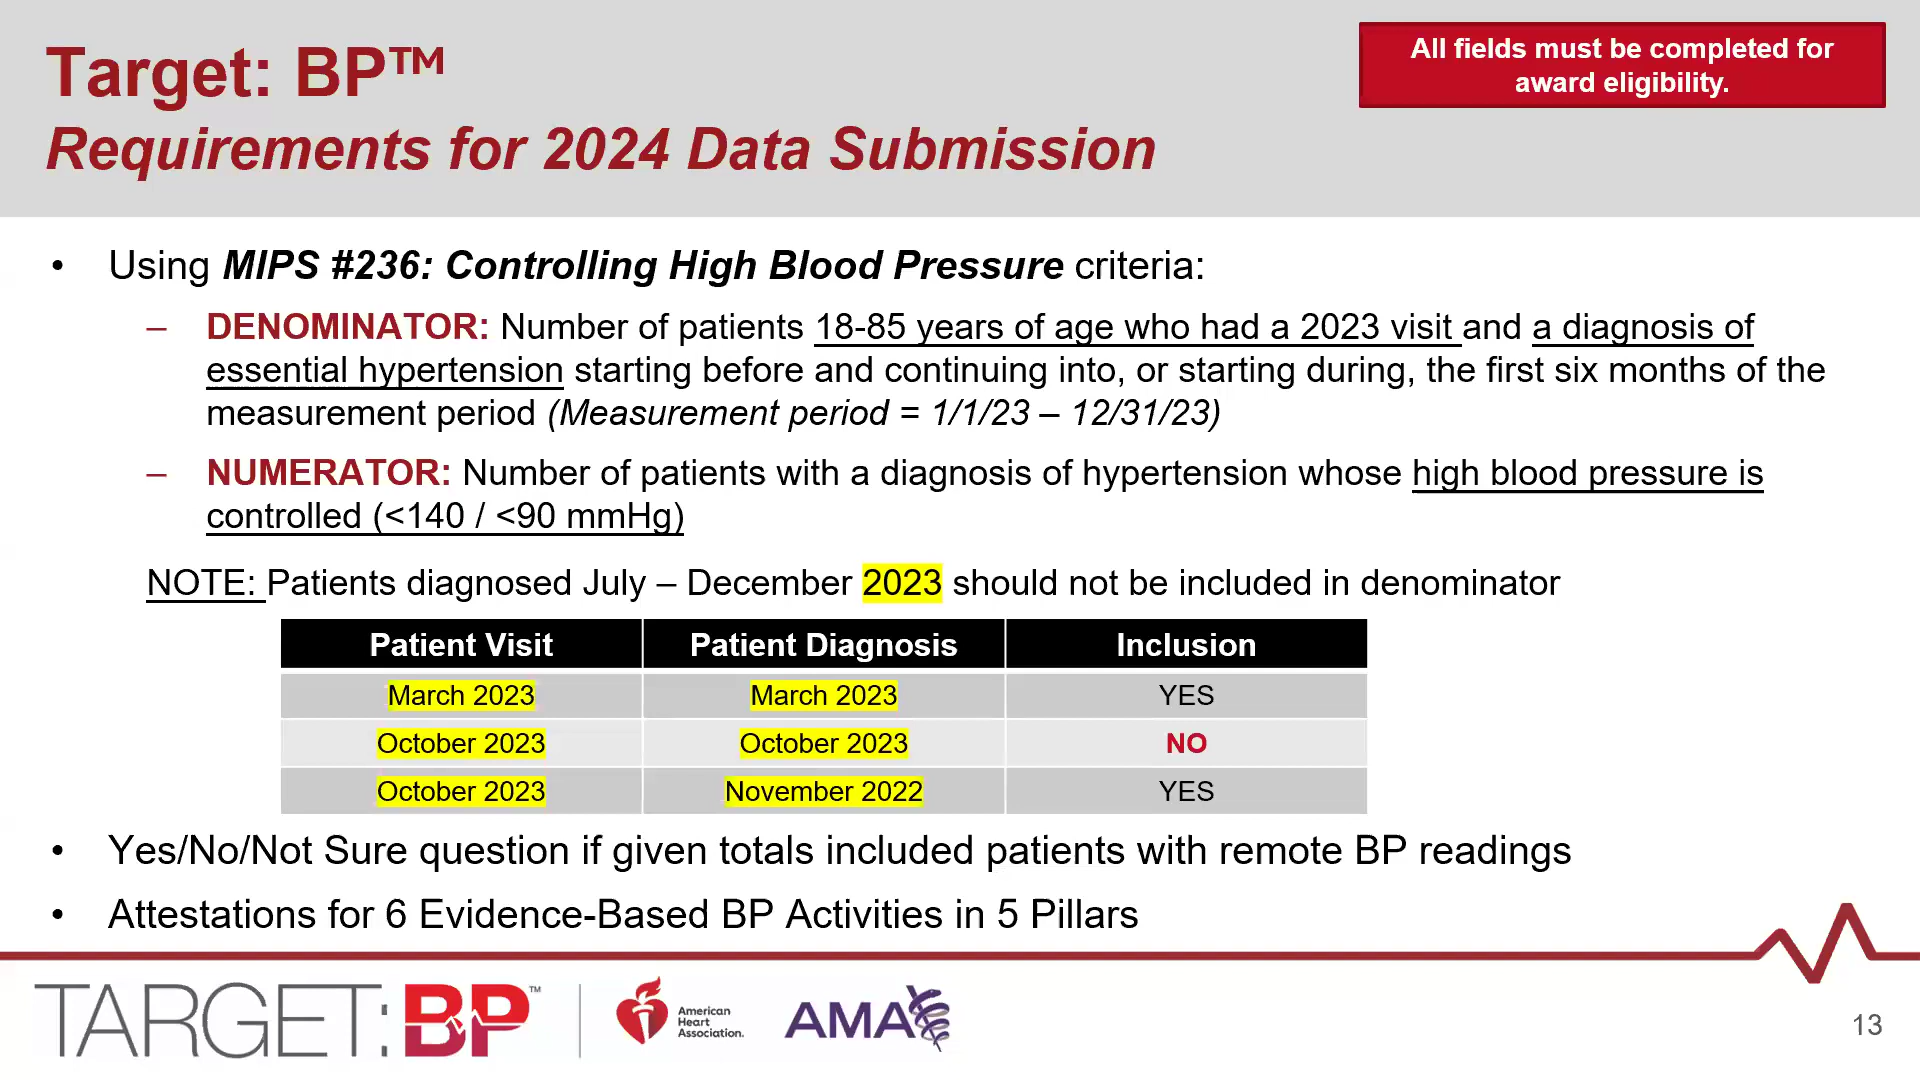 Target: BP™
Requirements for 2024 Data Submission
All fields must be completed for
award eligibility.
• Using MIPS #236: Controlling High Blood Pressure criteria:
– DENOMINATOR: Number of patients 18-85 years of age who had a 2023 visit and a diagnosis of
essential hypertension starting before and continuing into, or starting during, the first six months of the
measurement period (Measurement period = 1/1/23 – 12/31/23)
– NUMERATOR: Number of patients with a diagnosis of hypertension whose high blood pressure is
controlled (<140 / <90 mmHg)
NOTE: Patients diagnosed July – December 2023 should not be included in denominator
Patient Visit Patient Diagnosis Inclusion
March 2023 March 2023 YES
October 2023 October 2023 NO
October 2023 November 2022 YES
• Yes/No/Not Sure question if given totals included patients with remote BP readings
• Attestations for 6 Evidence-Based BP Activities in 5 Pillars
TARGET:BP™
American
Heart
Association.
AMA
13